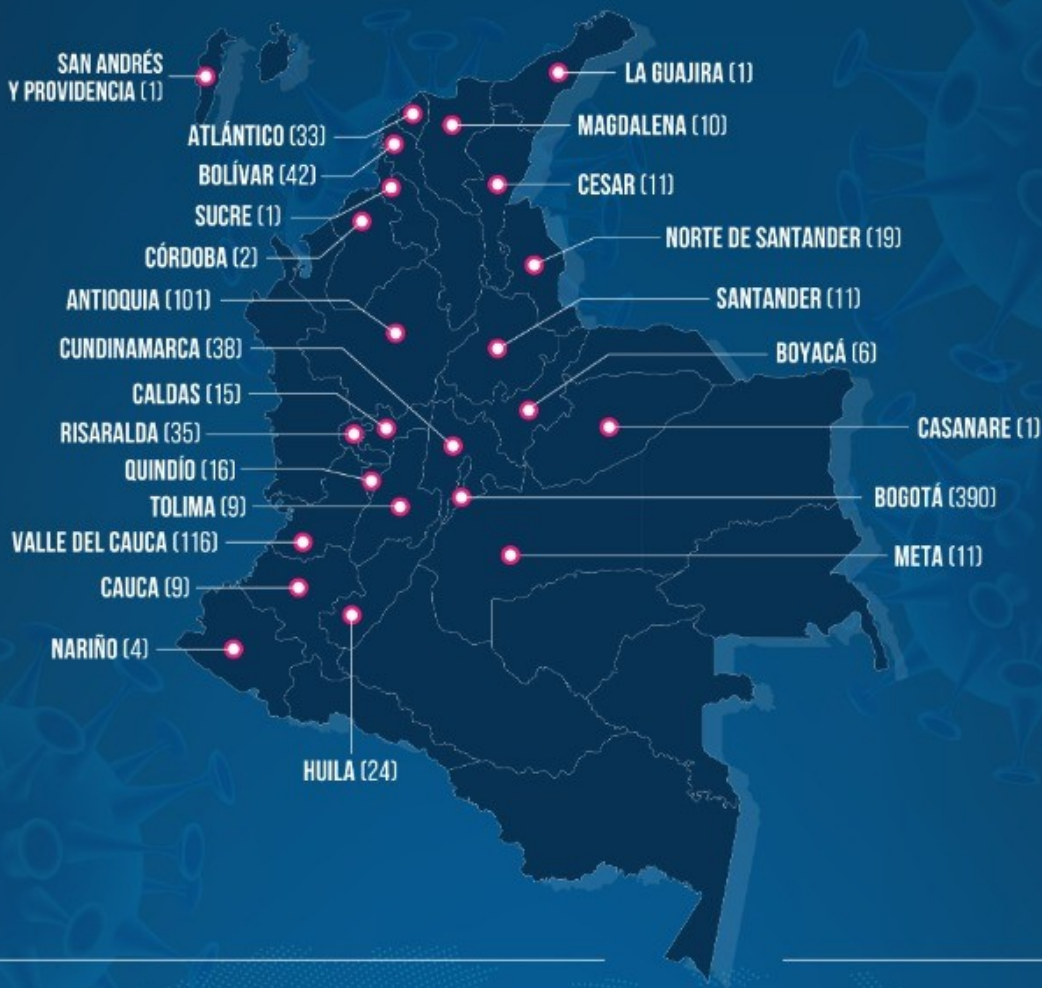 SAN ANDRÉS
Y PROVIDENCIA (1)
LA GUAJIRA (1)
ATLÁNTICO (33)
MAGDALENA (10)
BOLÍVAR (42)
CESAR (11)
SUCRE (1)
NORTE DE SANTANDER (19)
CÓRDOBA (2)
ANTIOQUIA (101)
SANTANDER (11)
CUNDINAMARCA (38)
BOYACÁ (6)
CALDAS (15)
RISARALDA (35)
CASANARE (1)
QUINDÍO (16)
TOLIMA (9)
BOGOTÁ (390)
VALLE DEL CAUCA (116)
META (11)
CAUCA (9)
NARIÑO (4)
HUILA (24)